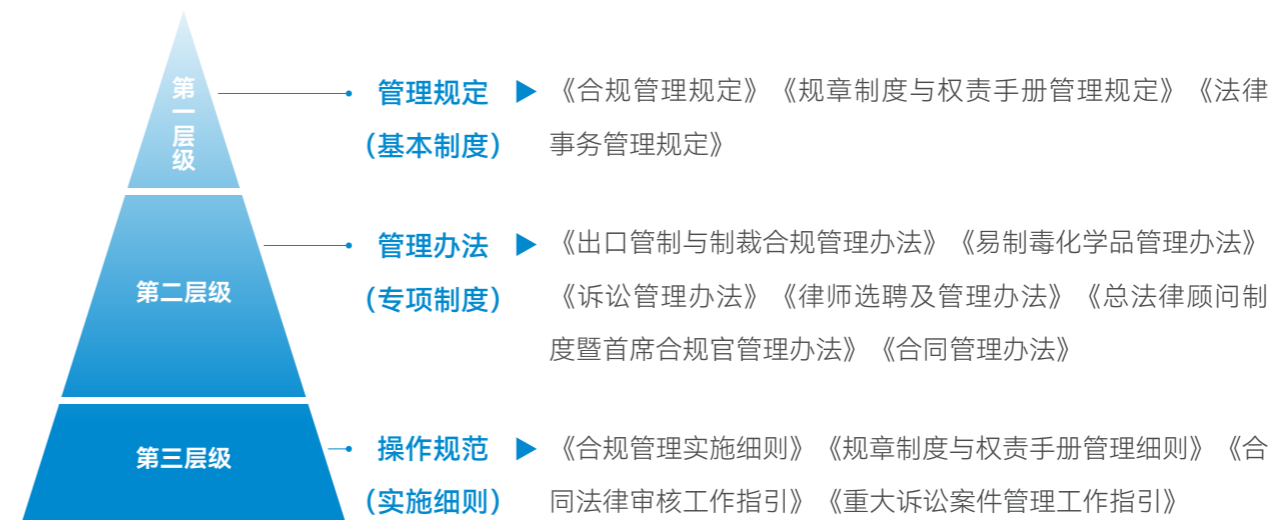 第一层级
管理规定
（基本制度）
《合规管理规定》《规章制度与权责手册管理规定》《法律
事务管理规定》
第二层级
管理办法
（专项制度）
《出口管制与制裁合规管理办法》《易制毒化学品管理办法》
《诉讼管理办法》《律师选聘及管理办法》《总法律顾问制
度暨首席合规官管理办法》《合同管理办法》
第三层级
操作规范
（实施细则）
《合规管理实施细则》《规章制度与权责手册管理细则》《合
同法律审核工作指引》《重大诉讼案件管理工作指引》